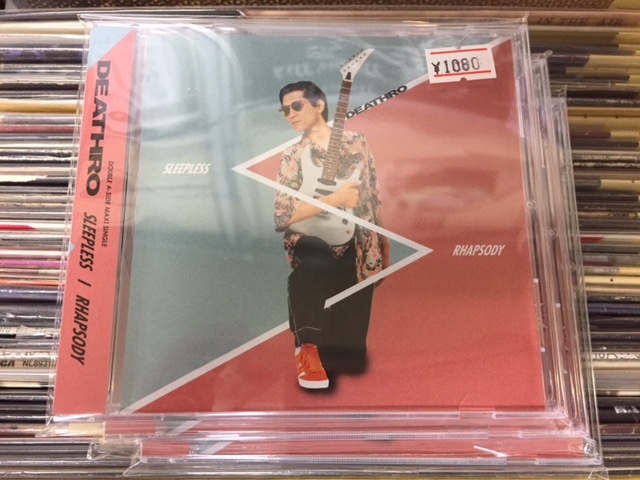 DEATHRO
DOUBLE A-SIDE MAXI SINGLE
SLEEPLESS / RHAPSODY
¥1080
DEATHRO
SLEEPLESS
RHAPSODY